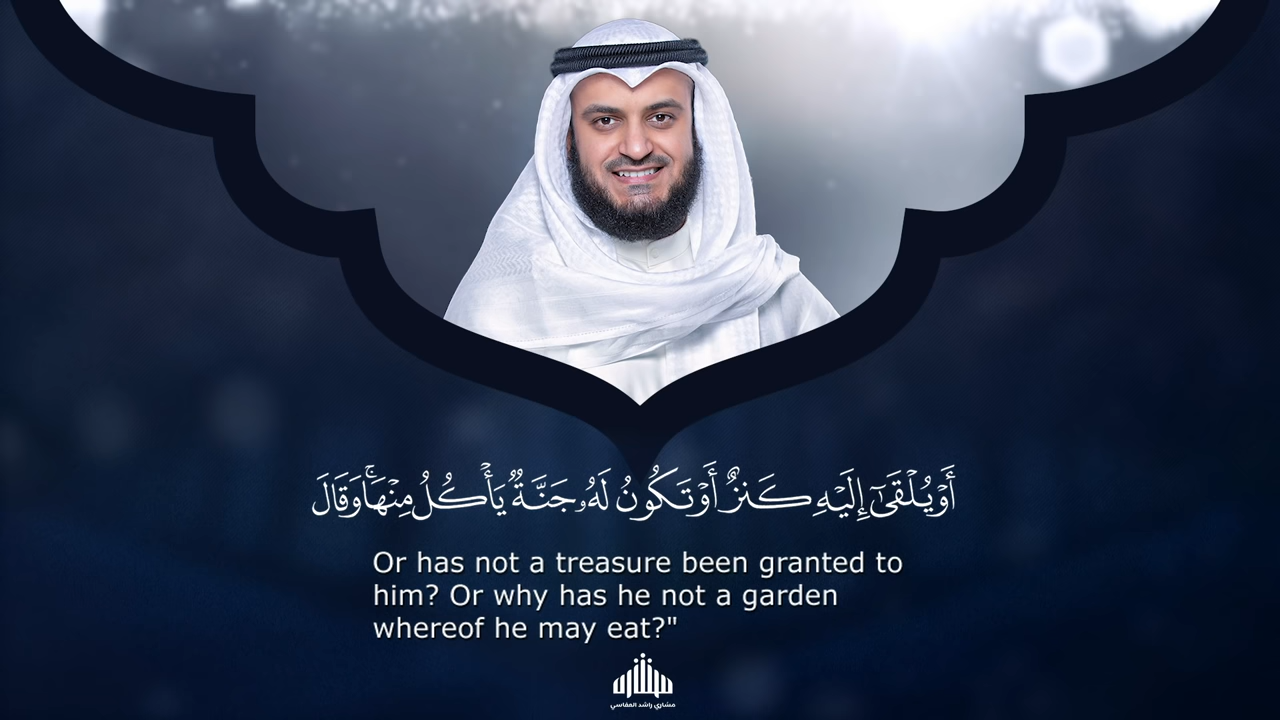 أَوْ يُلْقَىٰٓ إِلَيْهِ كَنزٌ أَوْ تَكُونُ لَهُۥ جَنَّةٌ يَأْكُلُ مِنْهَا ۚ وَقَالَ
Or has not a treasure been granted to
him? Or why has he not a garden
whereof he may eat?"
مشاري راشد العفاسي